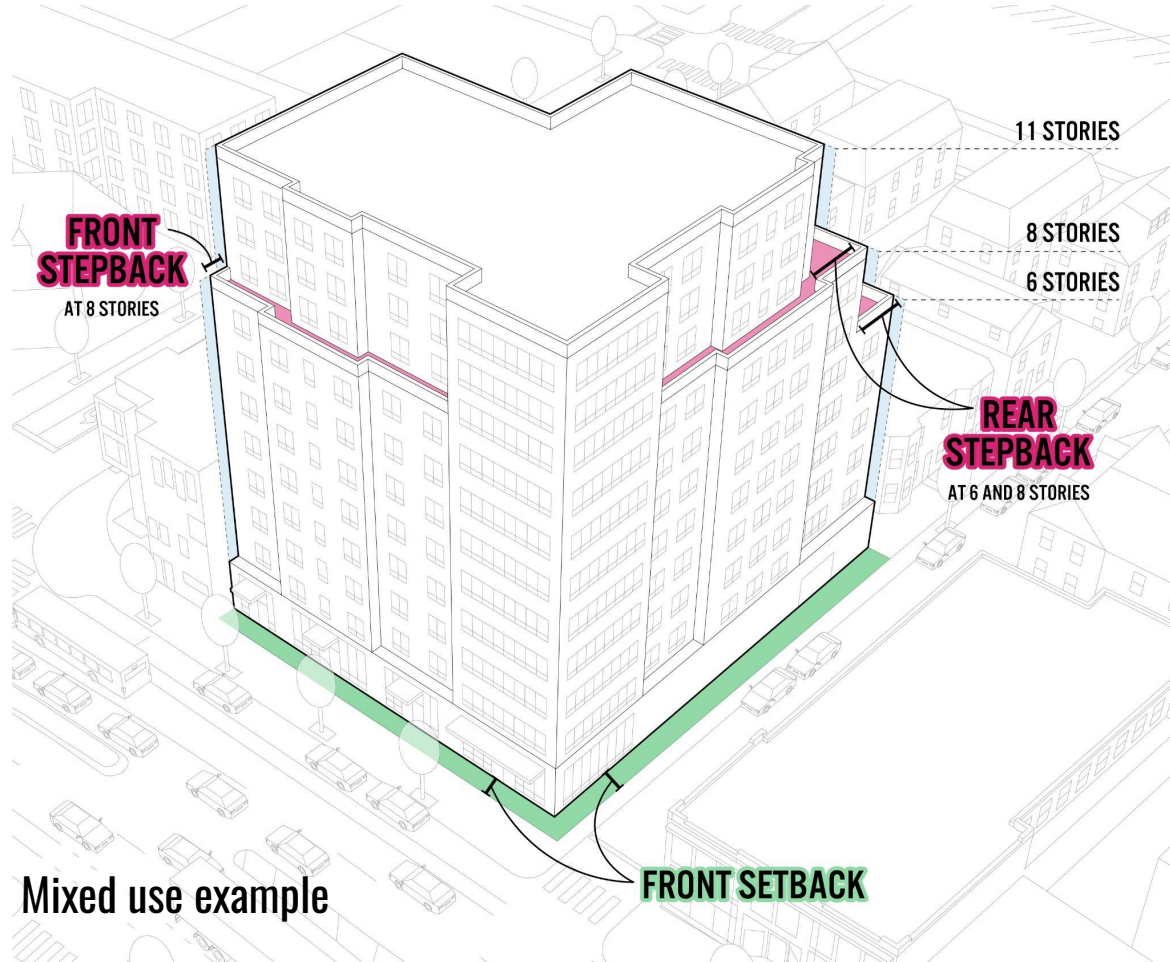 11 STORIES
8 STORIES
6 STORIES
FRONT
STEPBACK
AT 8 STORIES
REAR
STEPBACK
AT 6 AND 8 STORIES
FRONT SETBACK
Mixed use example